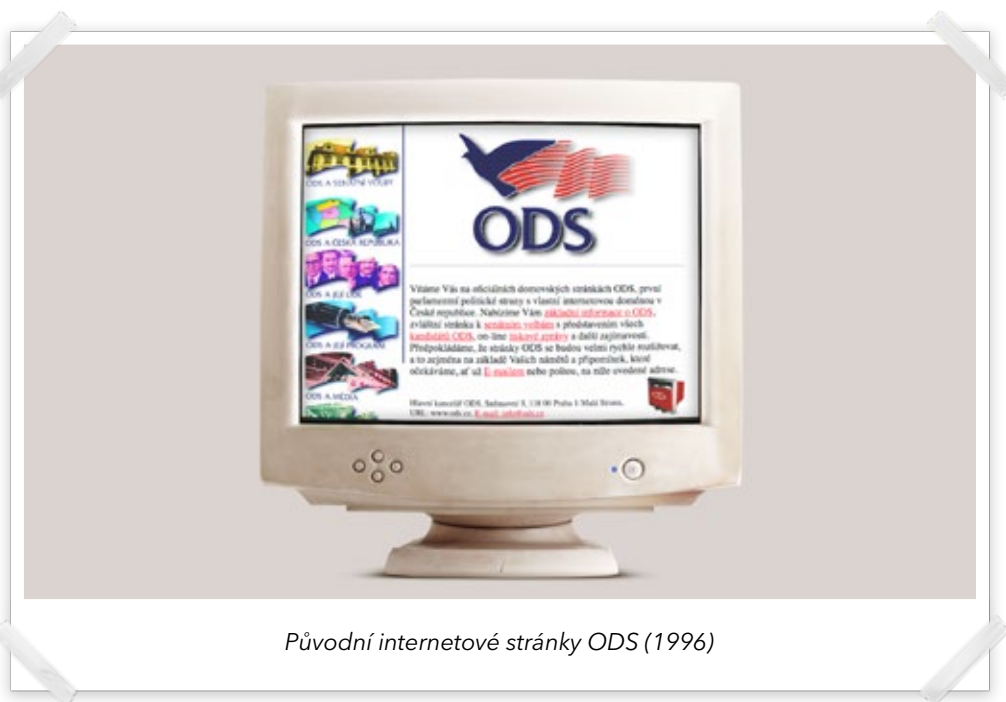 ODS A SENÁTNÍ VOLBY
ODS A ČESKÁ REPUBLIKA
ODS A JEJÍ LIDÉ
ODS A JEJÍ PROGRAM
ODS A MÉDIA
ODS
Vítáme Vás na oficiálních domovských stránkách ODS, první
parlamentní politické strany s vlastní internetovou doménou v
České republice. Nabízíme Vám základní informace o ODS,
zvláštní stránku k senátním volbám s představením všech
kandidátů ODS, on-line tiskové zprávy a další zajímavosti.
Předpokládáme, že stránky ODS se budou velmi rychle rozšiřovat,
a to zejména na základě Vašich námětů a připomínek, které
očekáváme, ať už E-mailem nebo poštou, na níže uvedené adrese.
Hlavní kancelář ODS, Sněmovní 3, 118 00 Praha 1-Malá Strana,
URL: www.ods.cz, E-mail: info@ods.cz
Původní internetové stránky ODS (1996)